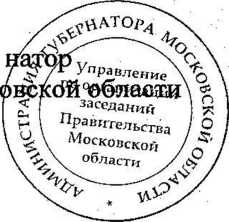 АДМИНИСТРАЦИЯ ГУБЕРНАТОРА МОСКОВСКОЙ ОБЛАСТИ
натор
овской области
Управление
заседаний
Правительства
Московской
области
*